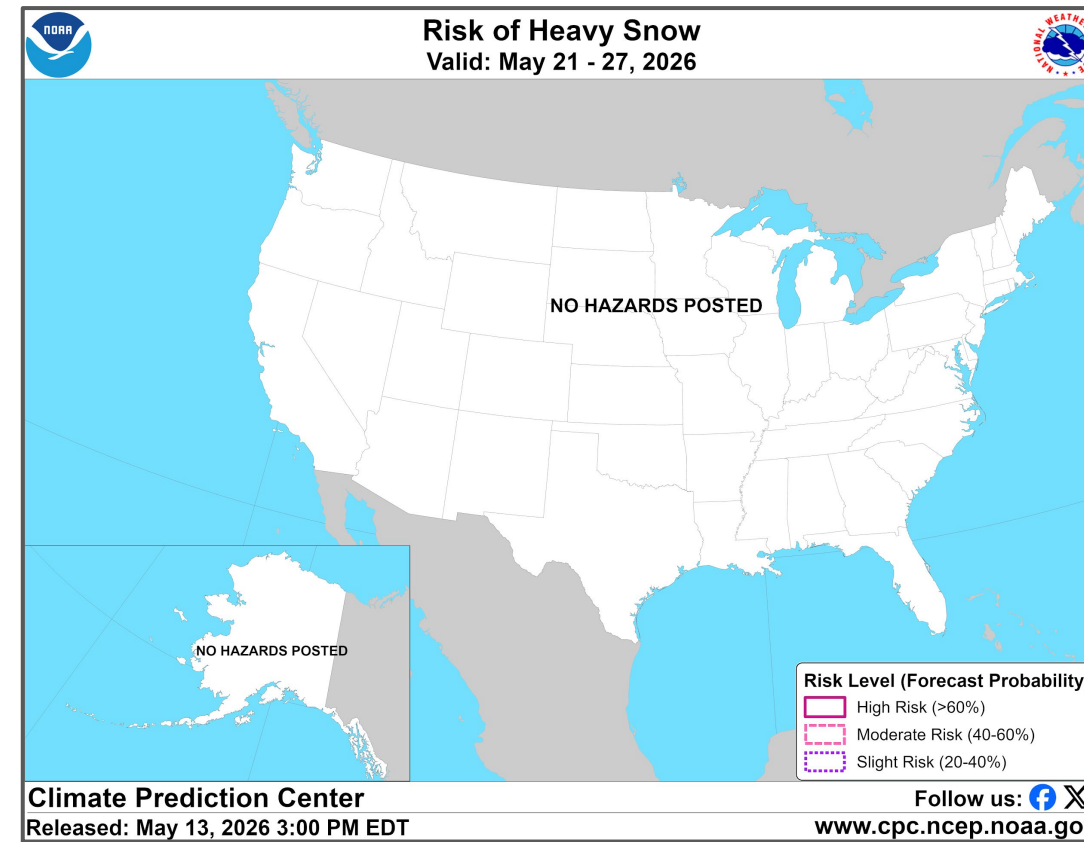 NOAA
Risk of Heavy Snow
Valid: May 21 - 27, 2026
NO HAZARDS POSTED
NO HAZARDS POSTED
Risk Level (Forecast Probability
High Risk (>60%)
Moderate Risk (40-60%)
Slight Risk (20-40%)
Climate Prediction Center
Follow us:
Released: May 13, 2026 3:00 PM EDT
www.cpc.ncep.noaa.go